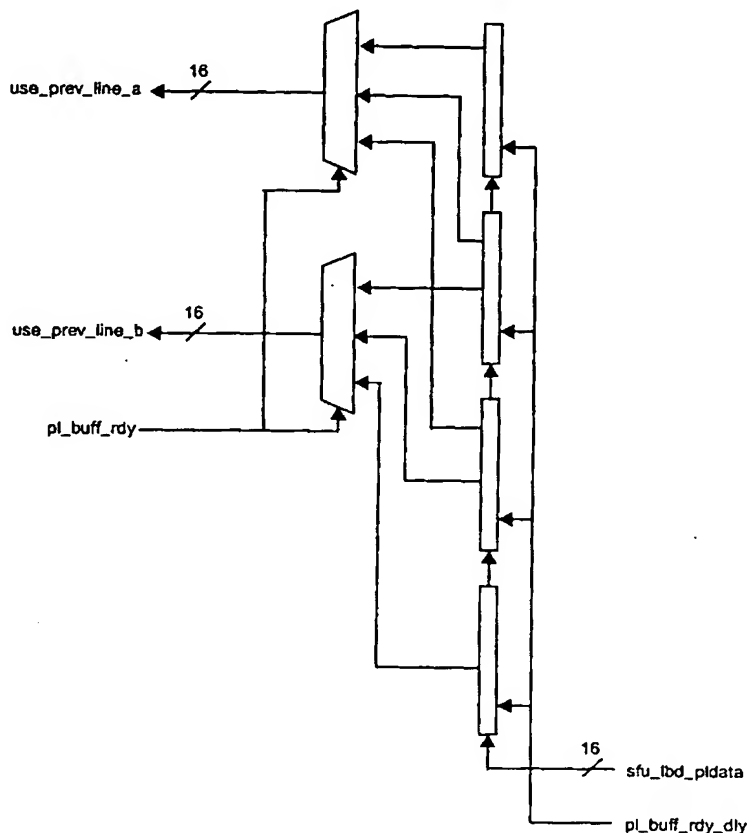 16
use_prev_line_a
16
use_prev_line_b
pl_buff_rdy
16
sfu_lbd_pldata
pl_buff_rdy_dly